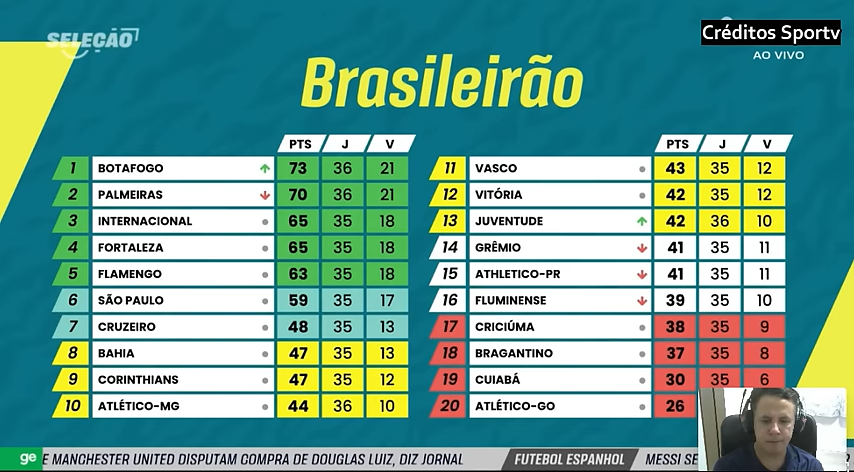 SELEÇÃO
Créditos Sportv
AO VIVO
Brasileirão
PTS J V
1 BOTAFOGO 73 36 21
2 PALMEIRAS 70 36 21
3 INTERNACIONAL 65 35 18
4 FORTALEZA 65 35 18
5 FLAMENGO 63 35 18
6 SÃO PAULO 59 35 17
7 CRUZEIRO 48 35 13
8 BAHIA 47 35 13
9 CORINTHIANS 47 35 12
10 ATLÉTICO-MG 44 36 10
PTS J V
11 VASCO 43 35 12
12 VITÓRIA 42 35 12
13 JUVENTUDE 42 36 10
14 GRÊMIO 41 35 11
15 ATHLETICO-PR 41 35 11
16 FLUMINENSE 39 35 10
17 CRICIÚMA 38 35 9
18 BRAGANTINO 37 35 8
19 CUIABÁ 30 35 6
20 ATLÉTICO-GO 26
ge E MANCHESTER UNITED DISPUTAM COMPRA DE DOUGLAS LUIZ, DIZ JORNAL FUTEBOL ESPANHOL MESSI